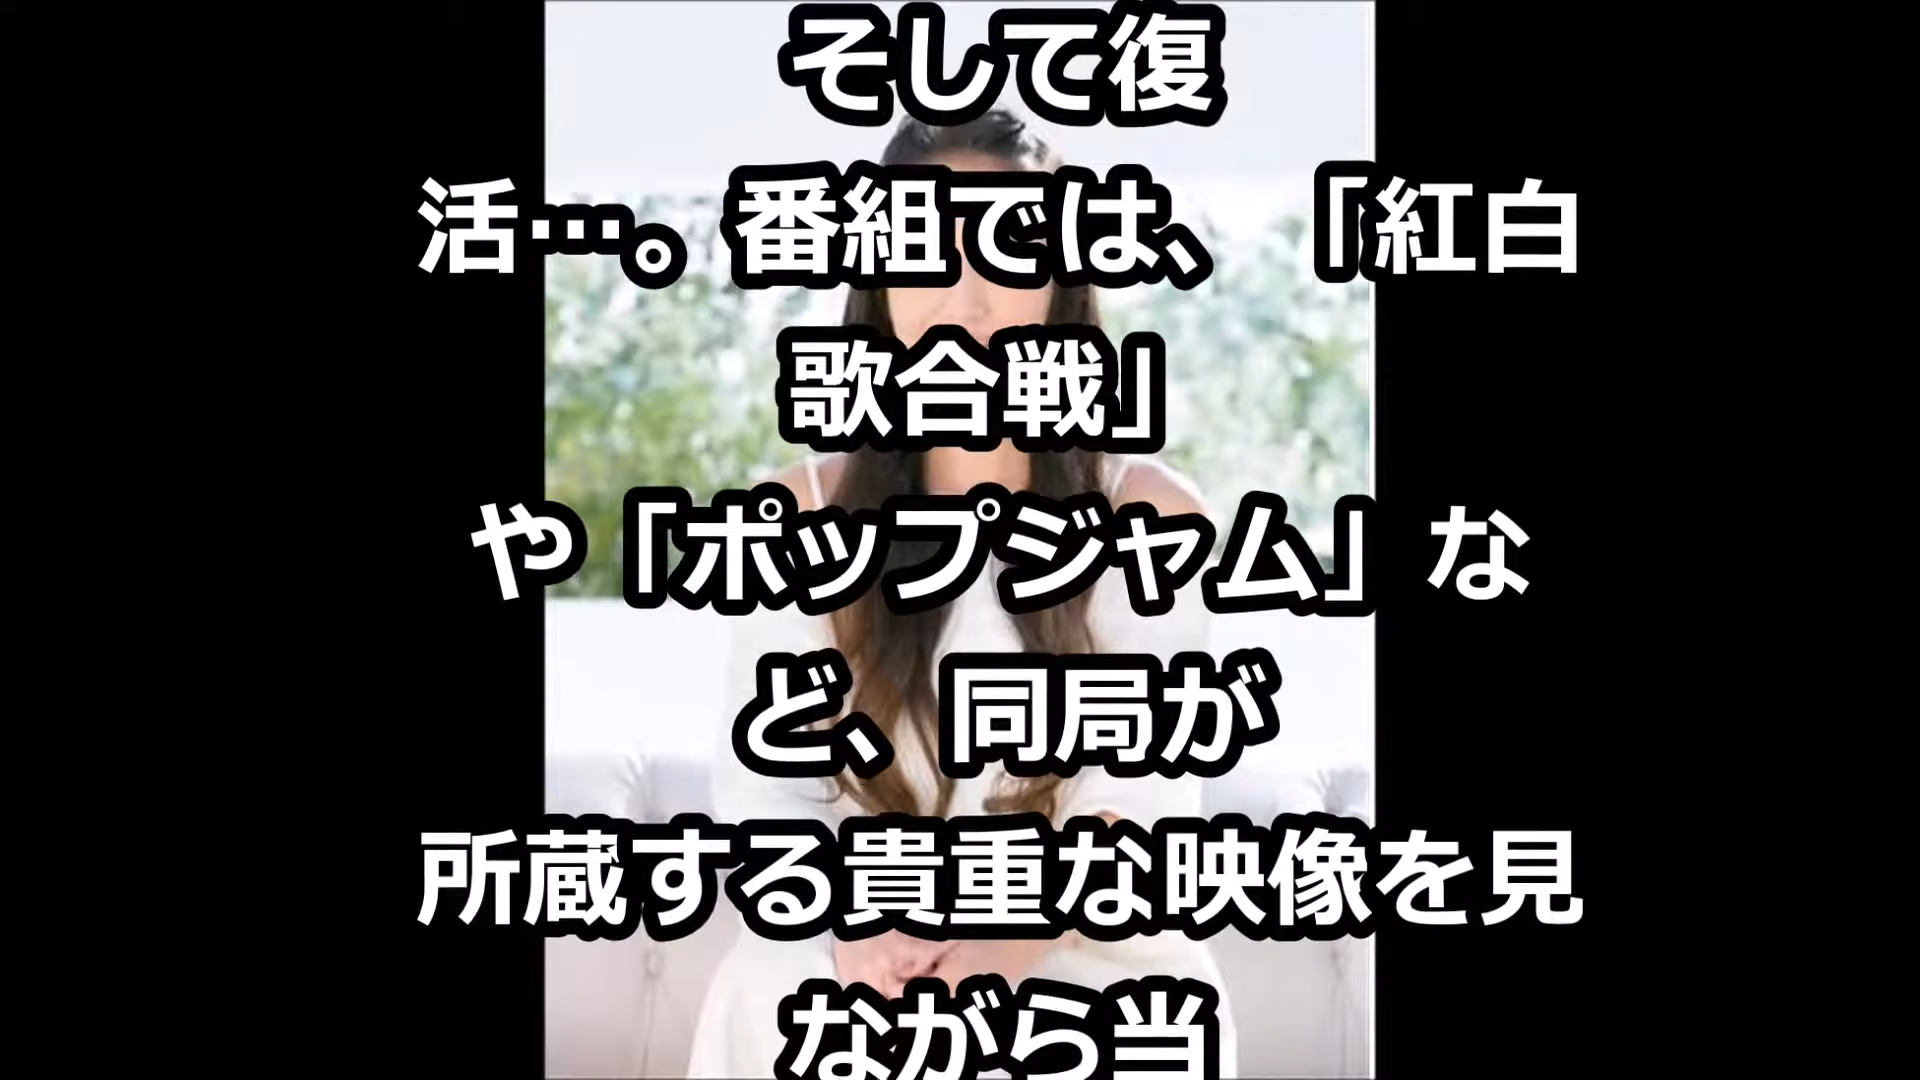 そして復
活…。番組では、「紅白
歌合戦」
や「ポップジャム」な
ど、同局が
所蔵する貴重な映像を見
ながら当